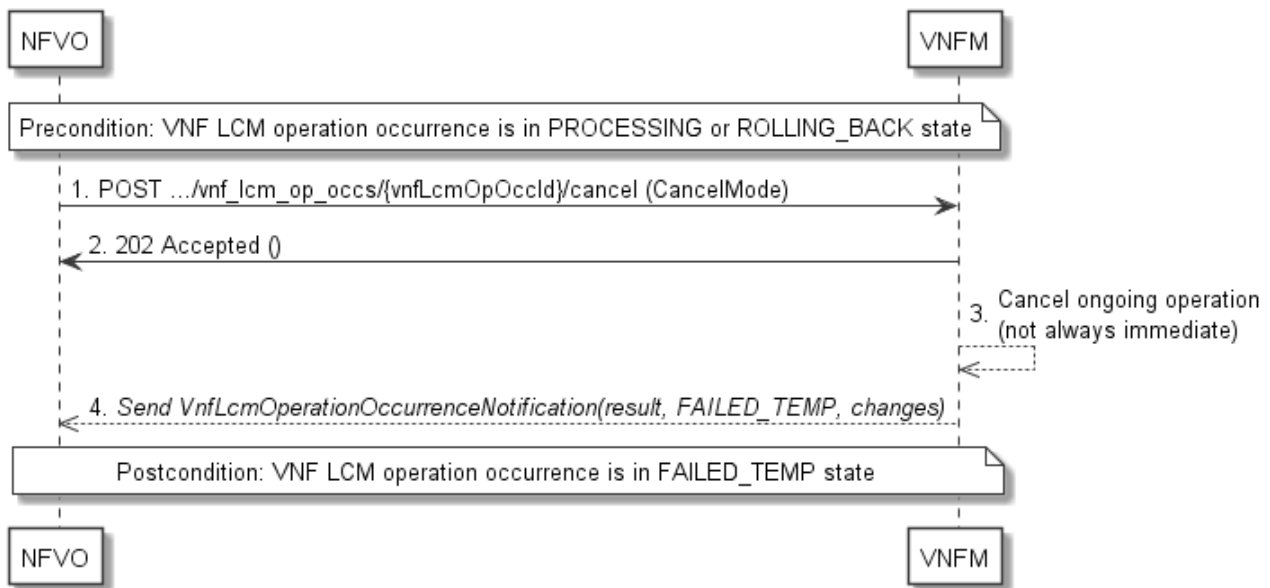 NFVO
VNFM
Precondition: VNF LCM operation occurrence is in PROCESSING or ROLLING_BACK state
1. POST .../vnf_lcm_op_occs/{vnfLcmOpOccId}/cancel (CancelMode)
2. 202 Accepted ()
3. Cancel ongoing operation
(not always immediate)
4. Send VnfLcmOperationOccurrenceNotification(result, FAILED_TEMP, changes)
Postcondition: VNF LCM operation occurrence is in FAILED_TEMP state
NFVO
VNFM